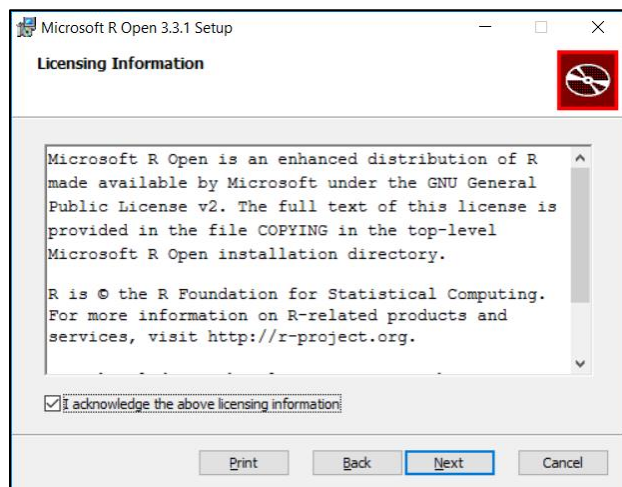 Microsoft R Open 3.3.1 Setup
Licensing Information
Microsoft R Open is an enhanced distribution of R
made available by Microsoft under the GNU General
Public License v2. The full text of this license is
provided in the file COPYING in the top-level
Microsoft R Open installation directory.
R is © the R Foundation for Statistical Computing.
For more information on R-related products and
services, visit http://r-project.org.
I acknowledge the above licensing information
Print Back Next Cancel